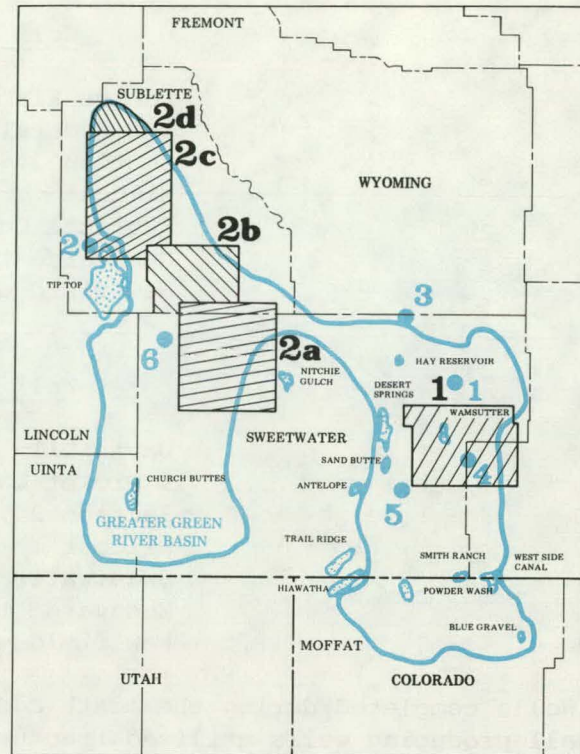 FREMONT
SUBLETTE
2d
2c
WYOMING
2b
2
TIP TOP
3
6
2a
HAY RESERVOIR
NITCHIE
GULCH
DESERT
SPRINGS
1
1
WAMSUTTER
LINCOLN
SWEETWATER
UINTA
SAND BUTTE
4
CHURCH BUTTES
ANTELOPE
5
GREATER GREEN
RIVER BASIN
TRAIL RIDGE
SMITH RANCH
WEST SIDE
CANAL
HIAWATHA
POWDER WASH
BLUE GRAVEL
MOFFAT
UTAH
COLORADO